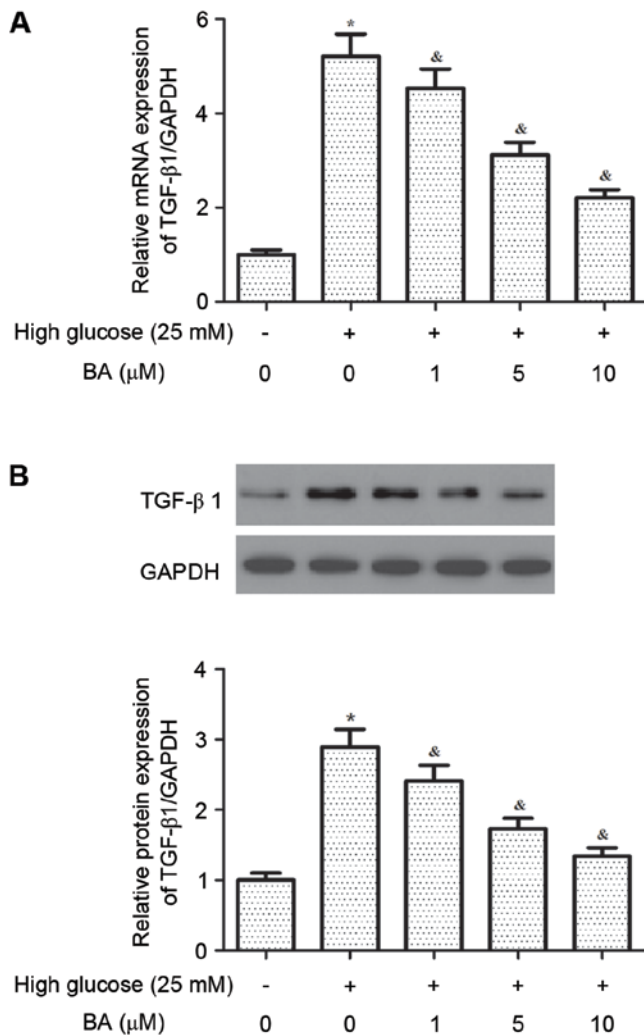 A
Relative mRNA expression
of TGF-β1/GAPDH
6
4
2
0
*
&
&
&
High glucose (25 mM) - + + + +
BA (μM) 0 0 1 5 10
B
TGF-β 1
GAPDH
Relative protein expression
of TGF-β1/GAPDH
4
3
2
1
0
*
&
&
&
High glucose (25 mM) - + + + +
BA (μM) 0 0 1 5 10